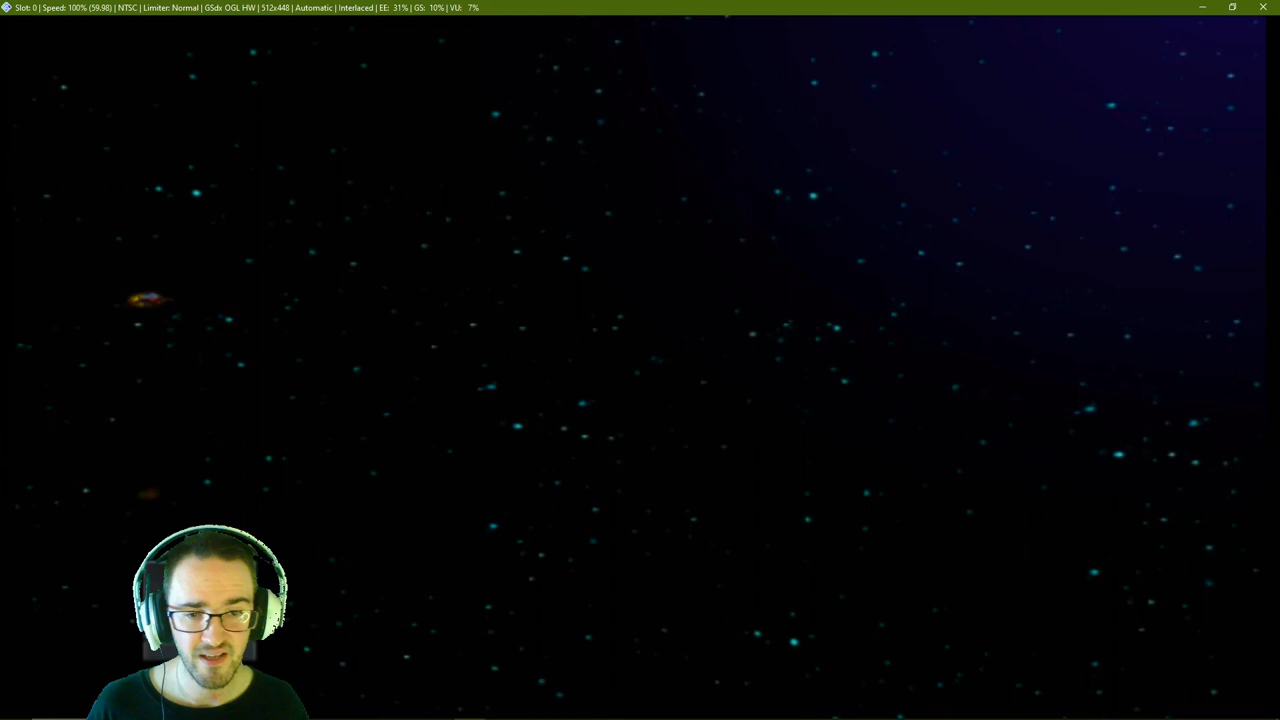 Slot: 0 | Speed: 100% (59.98) | NTSC | Limiter: Normal | GSdx OGL HW | 512x448 | Automatic | Interlaced | EE: 31% | GS: 10% | VU: 7%